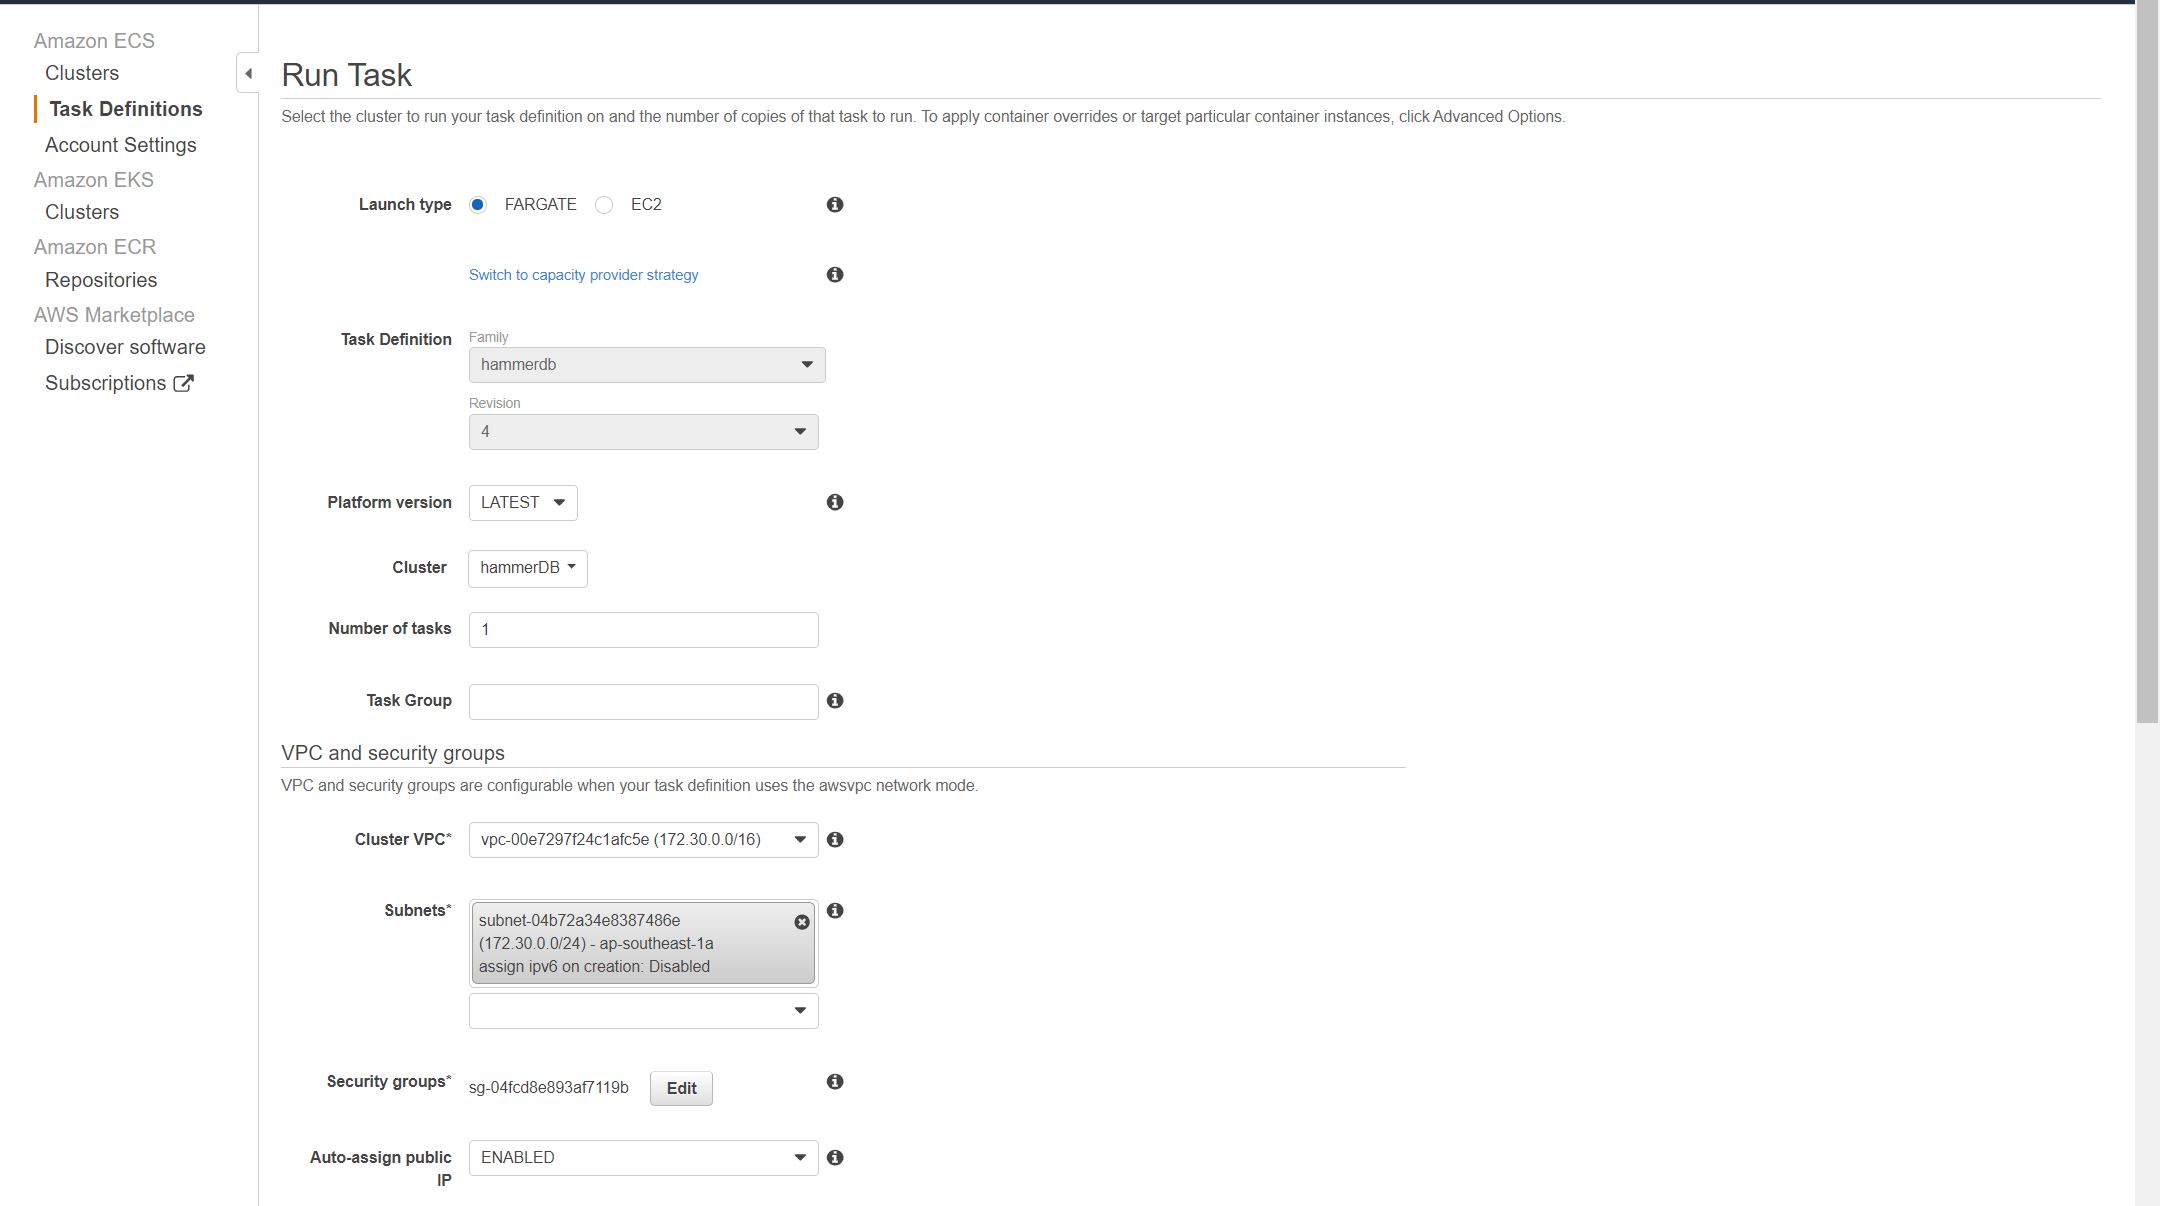 Amazon ECS
Clusters
Task Definitions
Account Settings
Amazon EKS
Clusters
Amazon ECR
Repositories
AWS Marketplace
Discover software
Subscriptions
Run Task
Select the cluster to run your task definition on and the number of copies of that task to run. To apply container overrides or target particular container instances, click Advanced Options.
Launch type FARGATE EC2
Switch to capacity provider strategy
Task Definition Family
hammerdb
Revision
4
Platform version LATEST
Cluster hammerDB
Number of tasks 1
Task Group
VPC and security groups
VPC and security groups are configurable when your task definition uses the awsvpc network mode.
Cluster VPC* vpc-00e7297f24c1afc5e (172.30.0.0/16)
Subnets* subnet-04b72a34e8387486e
(172.30.0.0/24) - ap-southeast-1a
assign ipv6 on creation: Disabled
Security groups* sg-04fcd8e893af7119b Edit
Auto-assign public ENABLED
IP